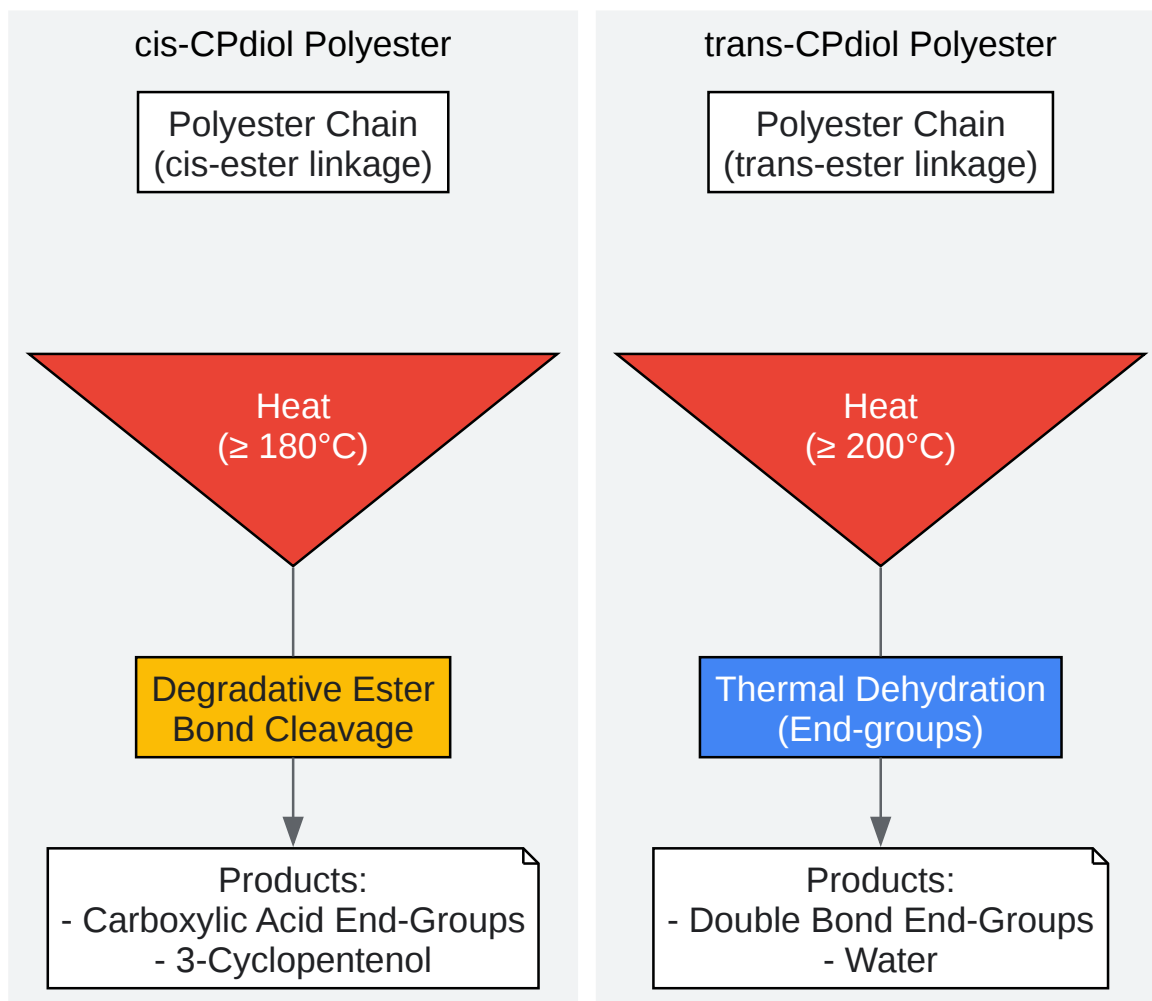 cis-CPdiol Polyester
Polyester Chain
(cis-ester linkage)
Heat
(≥ 180°C)
Degradative Ester
Bond Cleavage
Products:
- Carboxylic Acid End-Groups
- 3-Cyclopentenol
trans-CPdiol Polyester
Polyester Chain
(trans-ester linkage)
Heat
(≥ 200°C)
Thermal Dehydration
(End-groups)
Products:
- Double Bond End-Groups
- Water